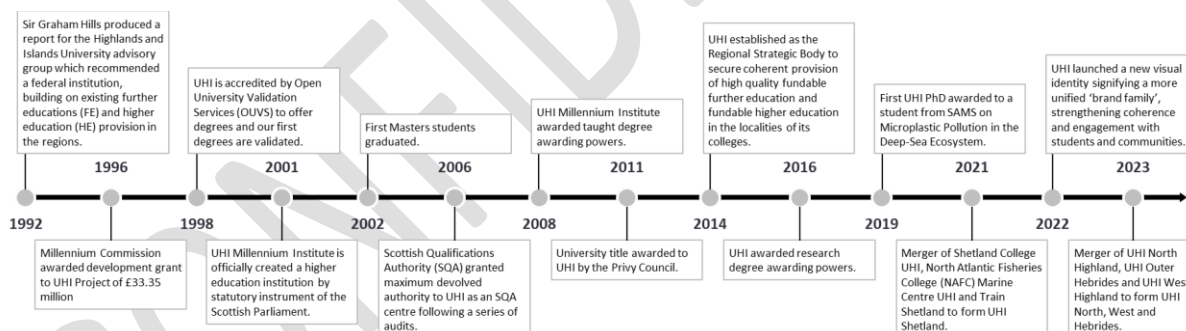 Sir Graham Hills produced a
report for the Highlands and
Islands University advisory
group which recommended
a federal institution,
building on existing further
educations (FE) and higher
education (HE) provision in
the regions.
UHI is accredited by Open
University Validation
Services (OUVS) to offer
degrees and our first
degrees are validated.
First Masters students
graduated.
UHI Millennium Institute
awarded taught degree
awarding powers.
UHI established as the
Regional Strategic Body to
secure coherent provision
of high quality fundable
further education and
fundable higher education
in the localities of its
colleges.
First UHI PhD awarded to a
student from SAMS on
Microplastic Pollution in the
Deep-Sea Ecosystem.
UHI launched a new visual
identity signifying a more
unified ‘brand family’,
strengthening coherence
and engagement with
students and communities.
1996
2001
2006
2011
2016
2021
2023
1992
1998
2002
2008
2014
2019
2022
Millennium Commission
awarded development grant
to UHI Project of £33.35
million
UHI Millennium Institute is
officially created a higher
education institution by
statutory instrument of the
Scottish Parliament.
Scottish Qualifications
Authority (SQA) granted
maximum devolved
authority to UHI as an SQA
centre following a series of
audits.
University title awarded to
UHI by the Privy Council.
UHI awarded research
degree awarding powers.
Merger of Shetland College
UHI, North Atlantic Fisheries
College (NAFC) Marine
Centre UHI and Train
Shetland to form UHI
Shetland.
Merger of UHI North
Highland, UHI Outer
Hebrides and UHI West
Highland to form UHI
North, West and
Hebrides.